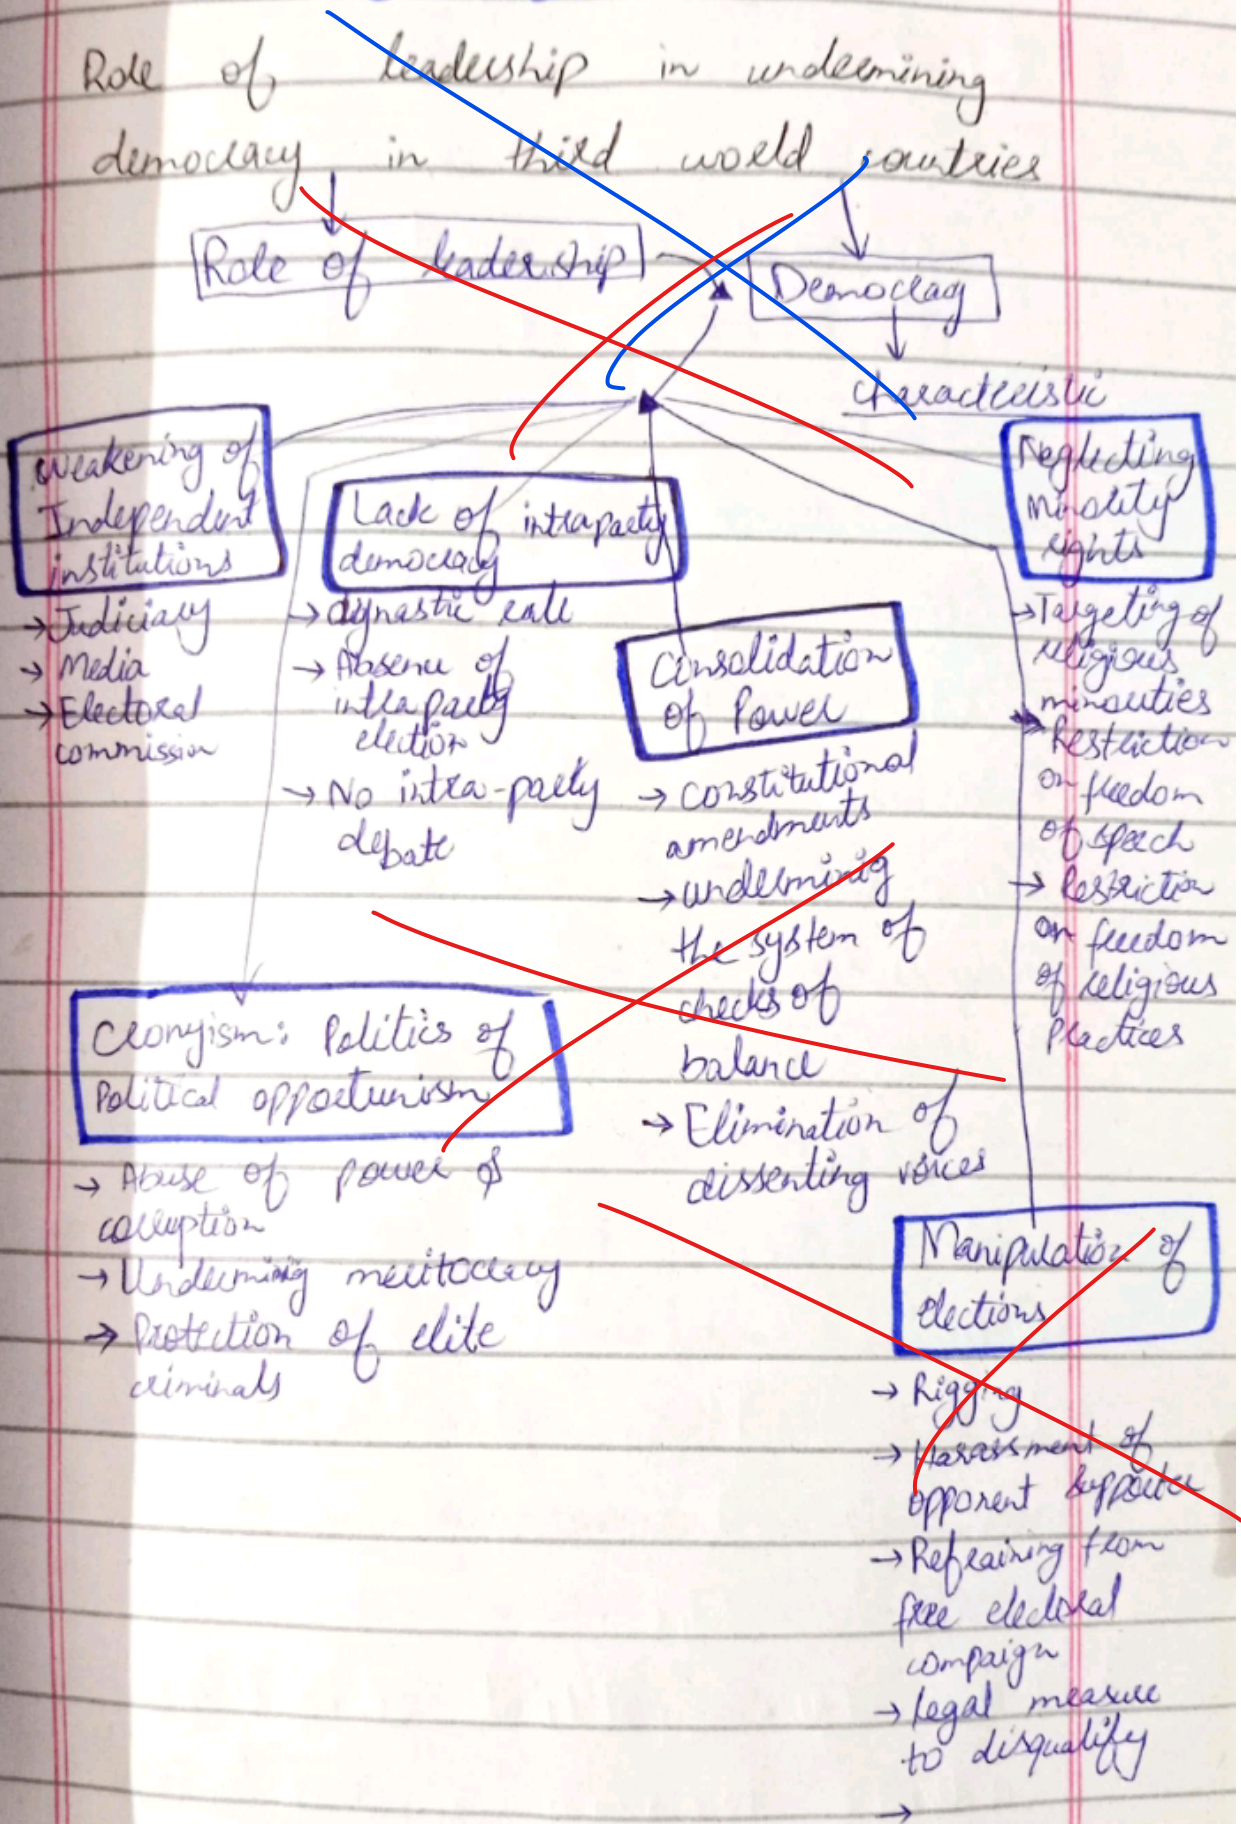 Role of leadership in undermining
democracy in third world countries
Role of leadership
Democracy
characteristic
Weakening of
Independent
institutions
→ Judiciary
→ Media
→ Electoral
commission
Lack of intraparty
democracy
→ dynastic rule
→ Absence of
intraparty
election
→ No intra-party
debate
Consolidation
of Power
→ constitutional
amendments
→ underminig
the system of
checks of
balance
→ Elimination of
dissenting voices
Neglecting
minority
rights
→ Targeting of
religious
minorities
→ Restriction
on freedom
of speech
→ Restriction
on freedom
of religious
Practices
Cronyism: Politics of
Political opportunism
→ Abuse of power &
corruption
→ Undermining meritocracy
→ Protection of elite
criminals
Manipulation of
elections
→ Rigging
→ Harassment of
opponent supporter
→ Refraining from
free electoral
compaign
→ legal measure
to disqualify
→